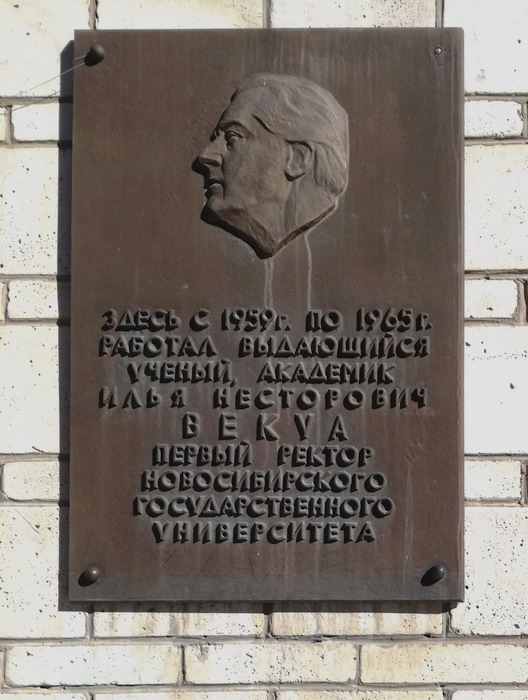 ЗДЕСЬ С 1959 г. ПО 1965 г.
РАБОТАЛ ВЫДАЮЩИЙСЯ
УЧЕНЫЙ, АКАДЕМИК
ИЛЬЯ НЕСТОРОВИЧ
ВЕКУА
ПЕРВЫЙ РЕКТОР
НОВОСИБИРСКОГО
ГОСУДАРСТВЕННОГО
УНИВЕРСИТЕТА